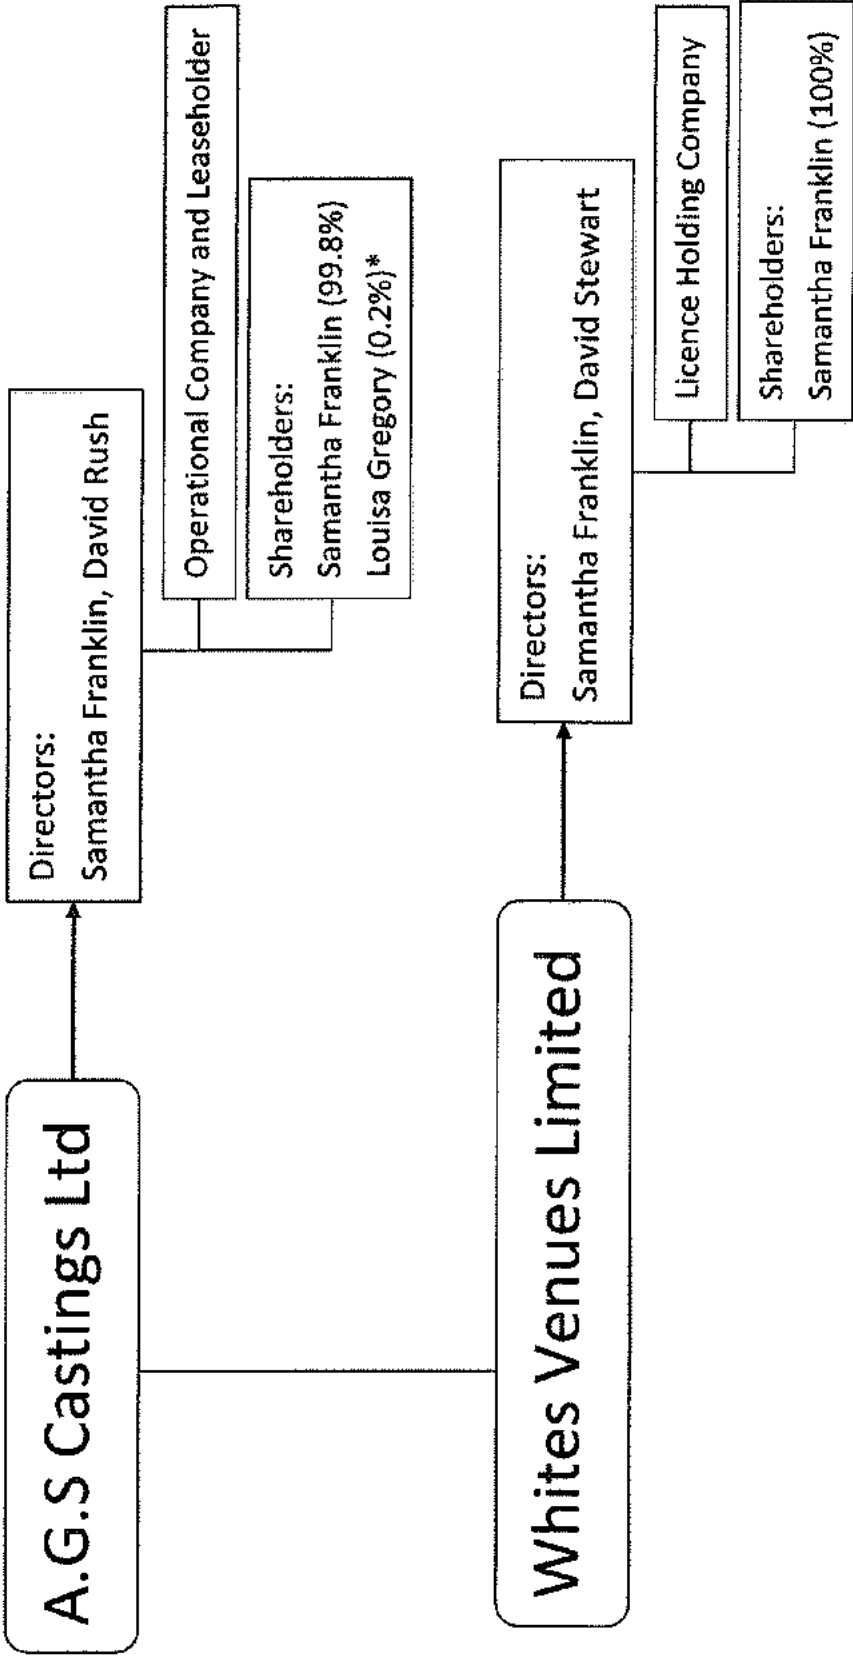 A.G.S Castings Ltd
Directors:
Samantha Franklin, David Rush
Operational Company and Leaseholder
Shareholders:
Samantha Franklin (99.8%)
Louisa Gregory (0.2%)*
Whites Venues Limited
Directors:
Samantha Franklin, David Stewart
Licence Holding Company
Shareholders:
Samantha Franklin (100%)